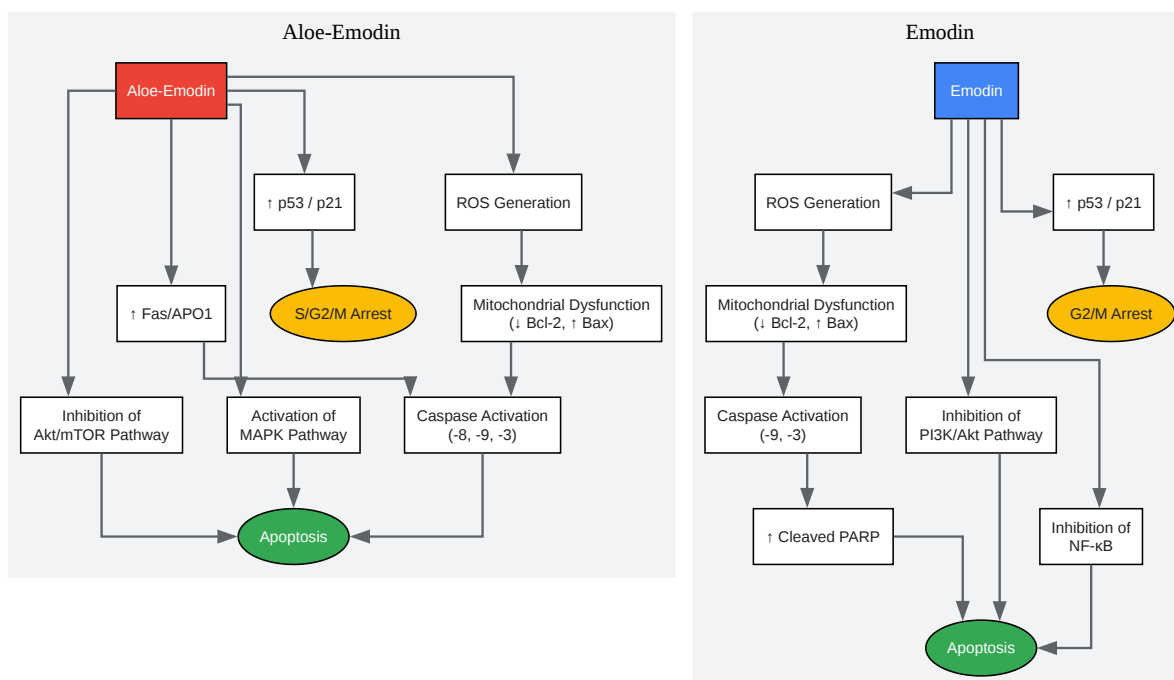 Aloe-Emodin
Aloe-Emodin
↑ p53 / p21
ROS Generation
↑ Fas/APO1
S/G2/M Arrest
Mitochondrial Dysfunction
(↓ Bcl-2, ↑ Bax)
Inhibition of
Akt/mTOR Pathway
Activation of
MAPK Pathway
Caspase Activation
(-8, -9, -3)
Apoptosis
Emodin
Emodin
ROS Generation
↑ p53 / p21
Mitochondrial Dysfunction
(↓ Bcl-2, ↑ Bax)
G2/M Arrest
Caspase Activation
(-9, -3)
Inhibition of
PI3K/Akt Pathway
↑ Cleaved PARP
Inhibition of
NF-κB
Apoptosis